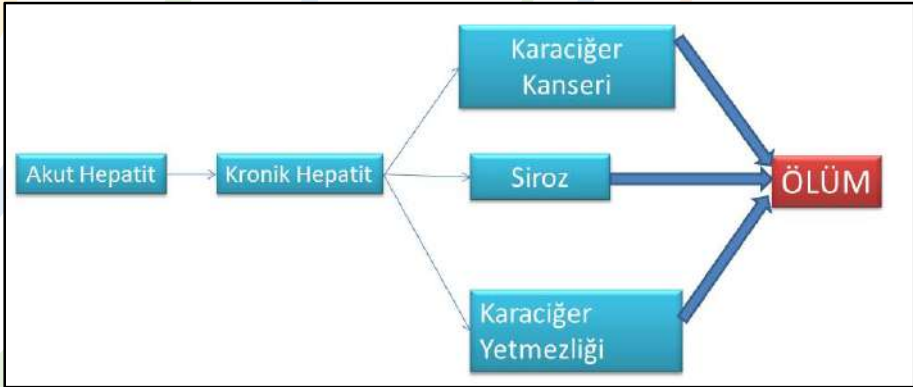 Akut Hepatit
Kronik Hepatit
Karaciğer
Kanseri
Siroz
Karaciğer
Yetmezliği
ÖLÜM